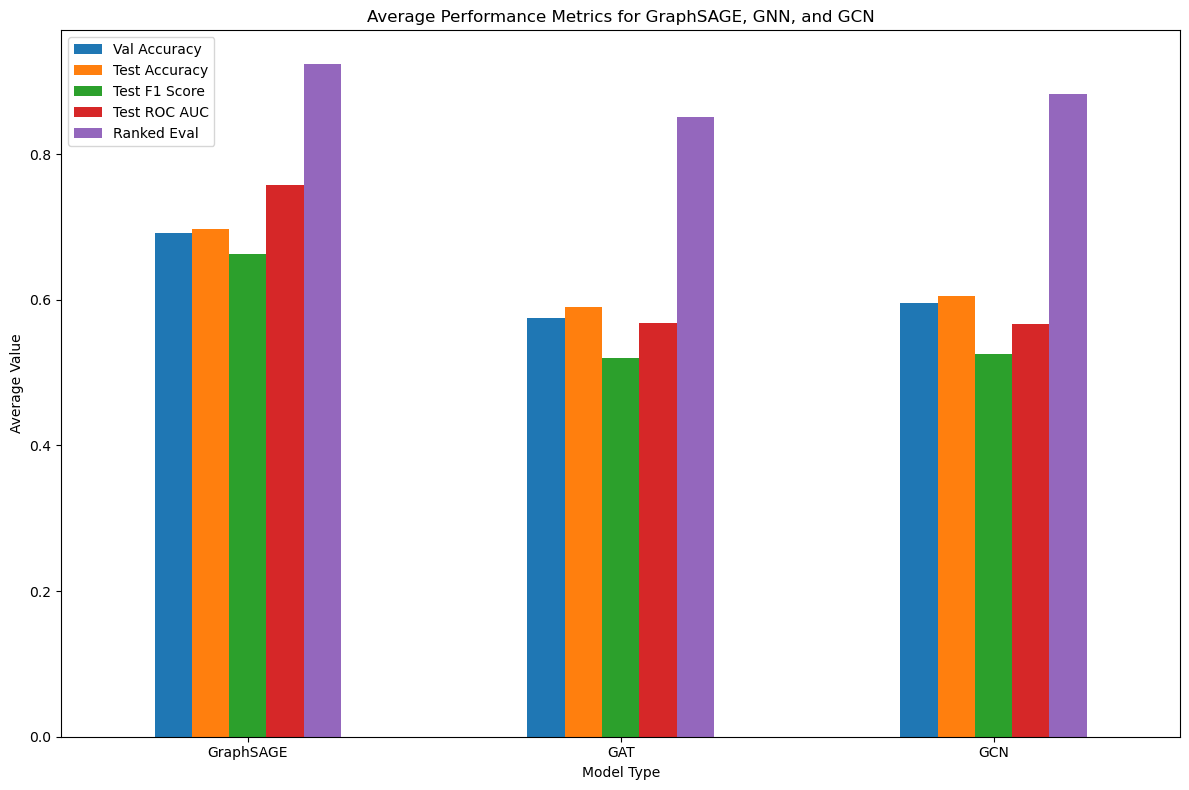 Average Performance Metrics for GraphSAGE, GNN, and GCN
Val Accuracy
Test Accuracy
Test F1 Score
Test ROC AUC
Ranked Eval
0.8
0.6
0.4
0.2
0.0
Average Value
GraphSAGE
GAT
GCN
Model Type